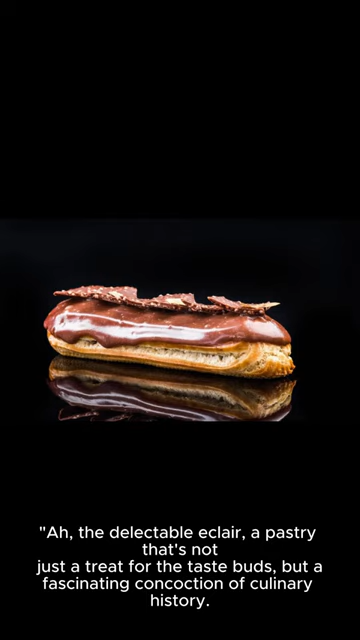 "Ah, the delectable eclair, a pastry
that's not
just a treat for the taste buds, but a
fascinating concoction of culinary
history.